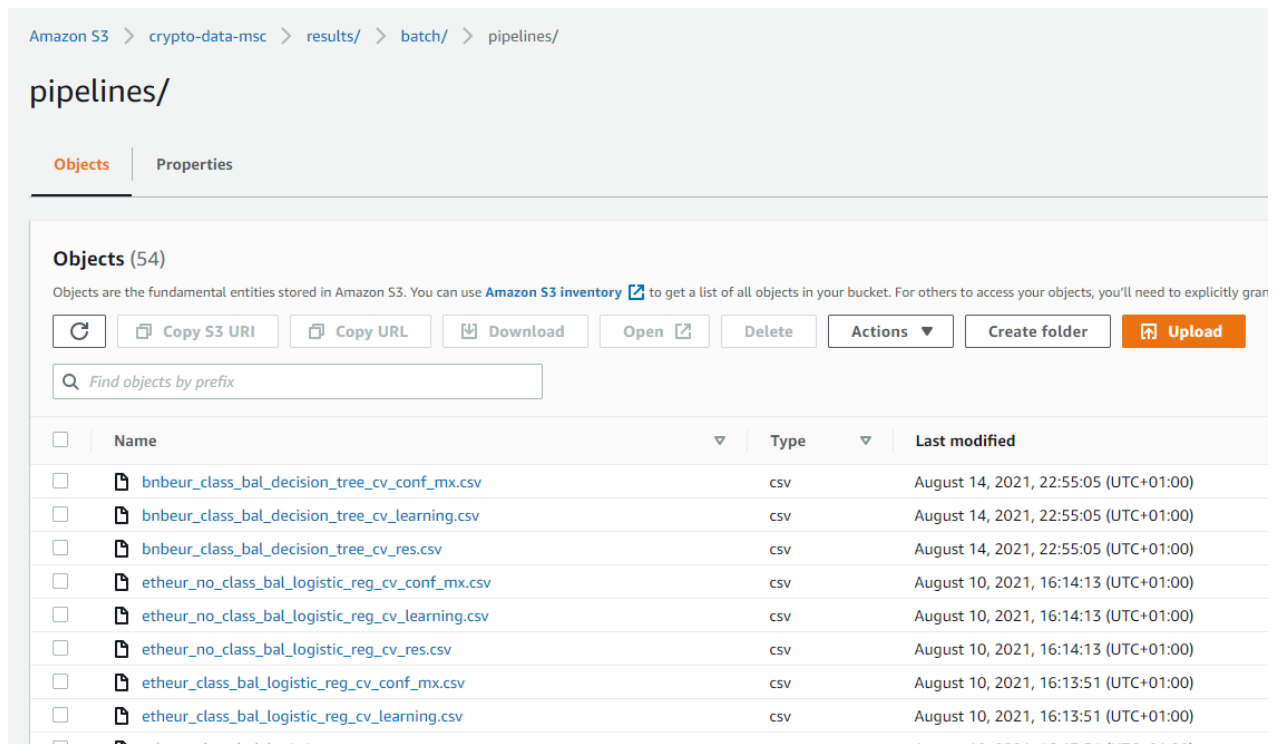 Amazon S3 > crypto-data-msc > results/ > batch/ > pipelines/
pipelines/
Objects Properties
Objects (54)
Objects are the fundamental entities stored in Amazon S3. You can use Amazon S3 inventory to get a list of all objects in your bucket. For others to access your objects, you'll need to explicitly gran
Copy S3 URI Copy URL Download Open Delete Actions Create folder Upload
Find objects by prefix
Name Type Last modified
bnbeur_class_bal_decision_tree_cv_conf_mx.csv csv August 14, 2021, 22:55:05 (UTC+01:00)
bnbeur_class_bal_decision_tree_cv_learning.csv csv August 14, 2021, 22:55:05 (UTC+01:00)
bnbeur_class_bal_decision_tree_cv_res.csv csv August 14, 2021, 22:55:05 (UTC+01:00)
etheur_no_class_bal_logistic_reg_cv_conf_mx.csv csv August 10, 2021, 16:14:13 (UTC+01:00)
etheur_no_class_bal_logistic_reg_cv_learning.csv csv August 10, 2021, 16:14:13 (UTC+01:00)
etheur_no_class_bal_logistic_reg_cv_res.csv csv August 10, 2021, 16:14:13 (UTC+01:00)
etheur_class_bal_logistic_reg_cv_conf_mx.csv csv August 10, 2021, 16:13:51 (UTC+01:00)
etheur_class_bal_logistic_reg_cv_learning.csv csv August 10, 2021, 16:13:51 (UTC+01:00)